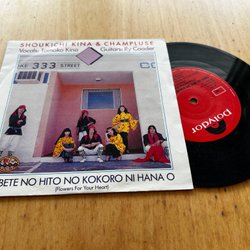 SHOUKICHI KINA & CHAMPLUSE
Vocals: Tomoko Kina Guitars: Ry Cooder
KE 333 STREET
BETE NO HITO NO KOKORO NI HANA O
(Flowers For Your Heart)
Polydor